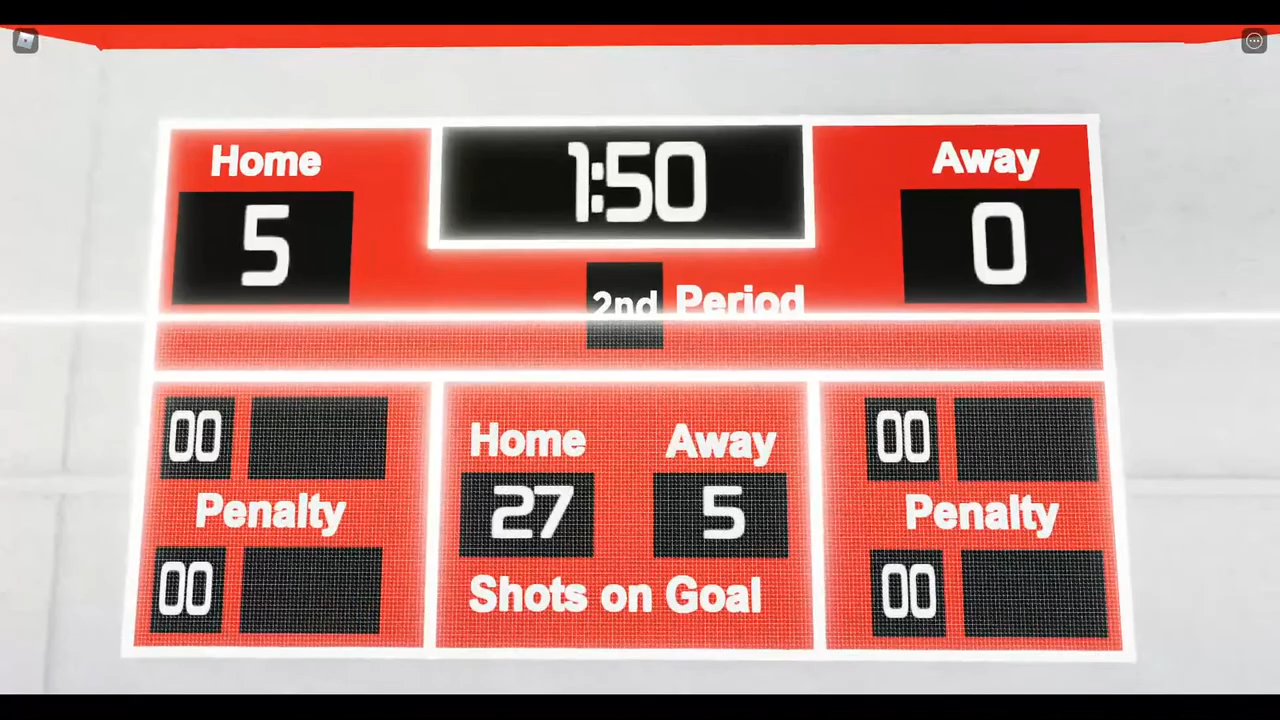 Home 1:50 Away
5 0
2nd Period
00 Home Away 00
27 5
Penalty Penalty
00 Shots on Goal 00